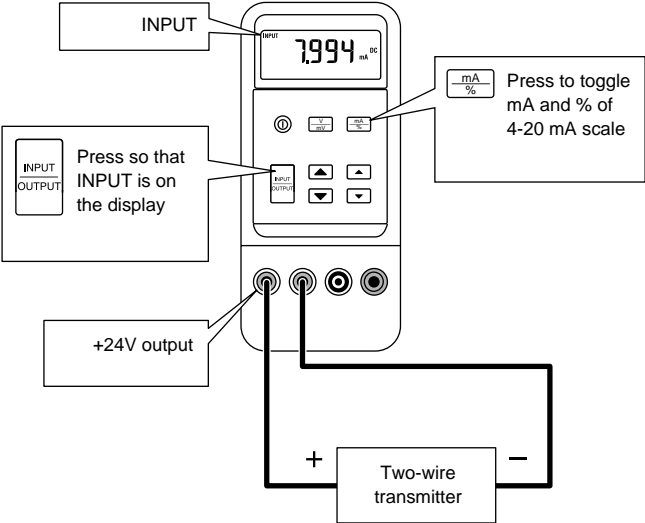 INPUT
INPUT
7.994 mA DC
mA
%
Press to toggle
mA and % of
4-20 mA scale
V
mV
mA
%
INPUT
OUTPUT
Press so that
INPUT is on
the display
INPUT
OUTPUT
+24V output
+
−
Two-wire
transmitter